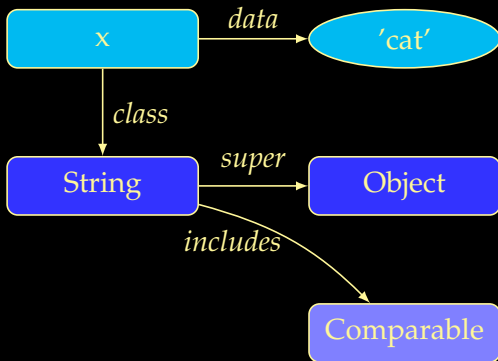 x
data
’cat’
class
String
super
Object
includes
Comparable